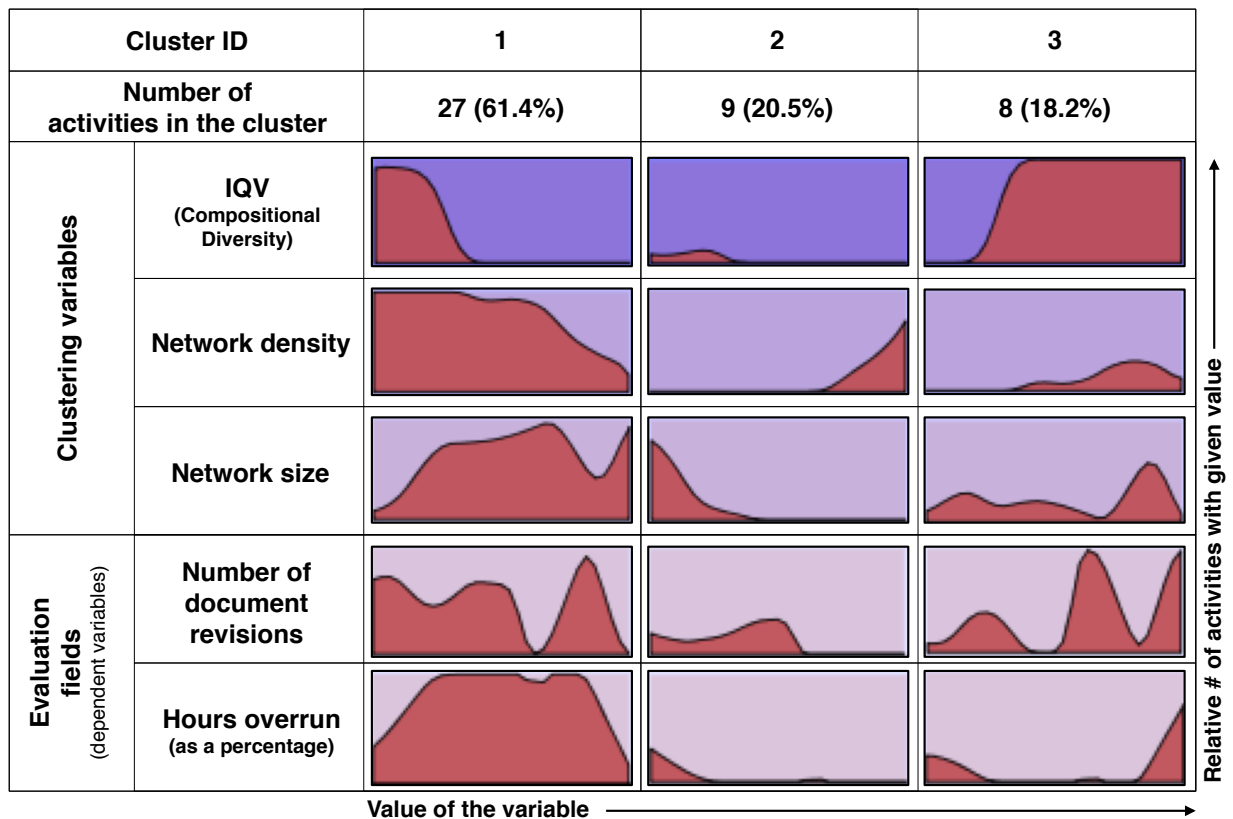 Cluster ID
1
2
3
Number of
activities in the cluster
27 (61.4%)
9 (20.5%)
8 (18.2%)
Clustering variables
IQV
(Compositional
Diversity)
Network density
Network size
Evaluation
fields
(dependent variables)
Number of
document
revisions
Hours overrun
(as a percentage)
Relative # of activities with given value
Value of the variable